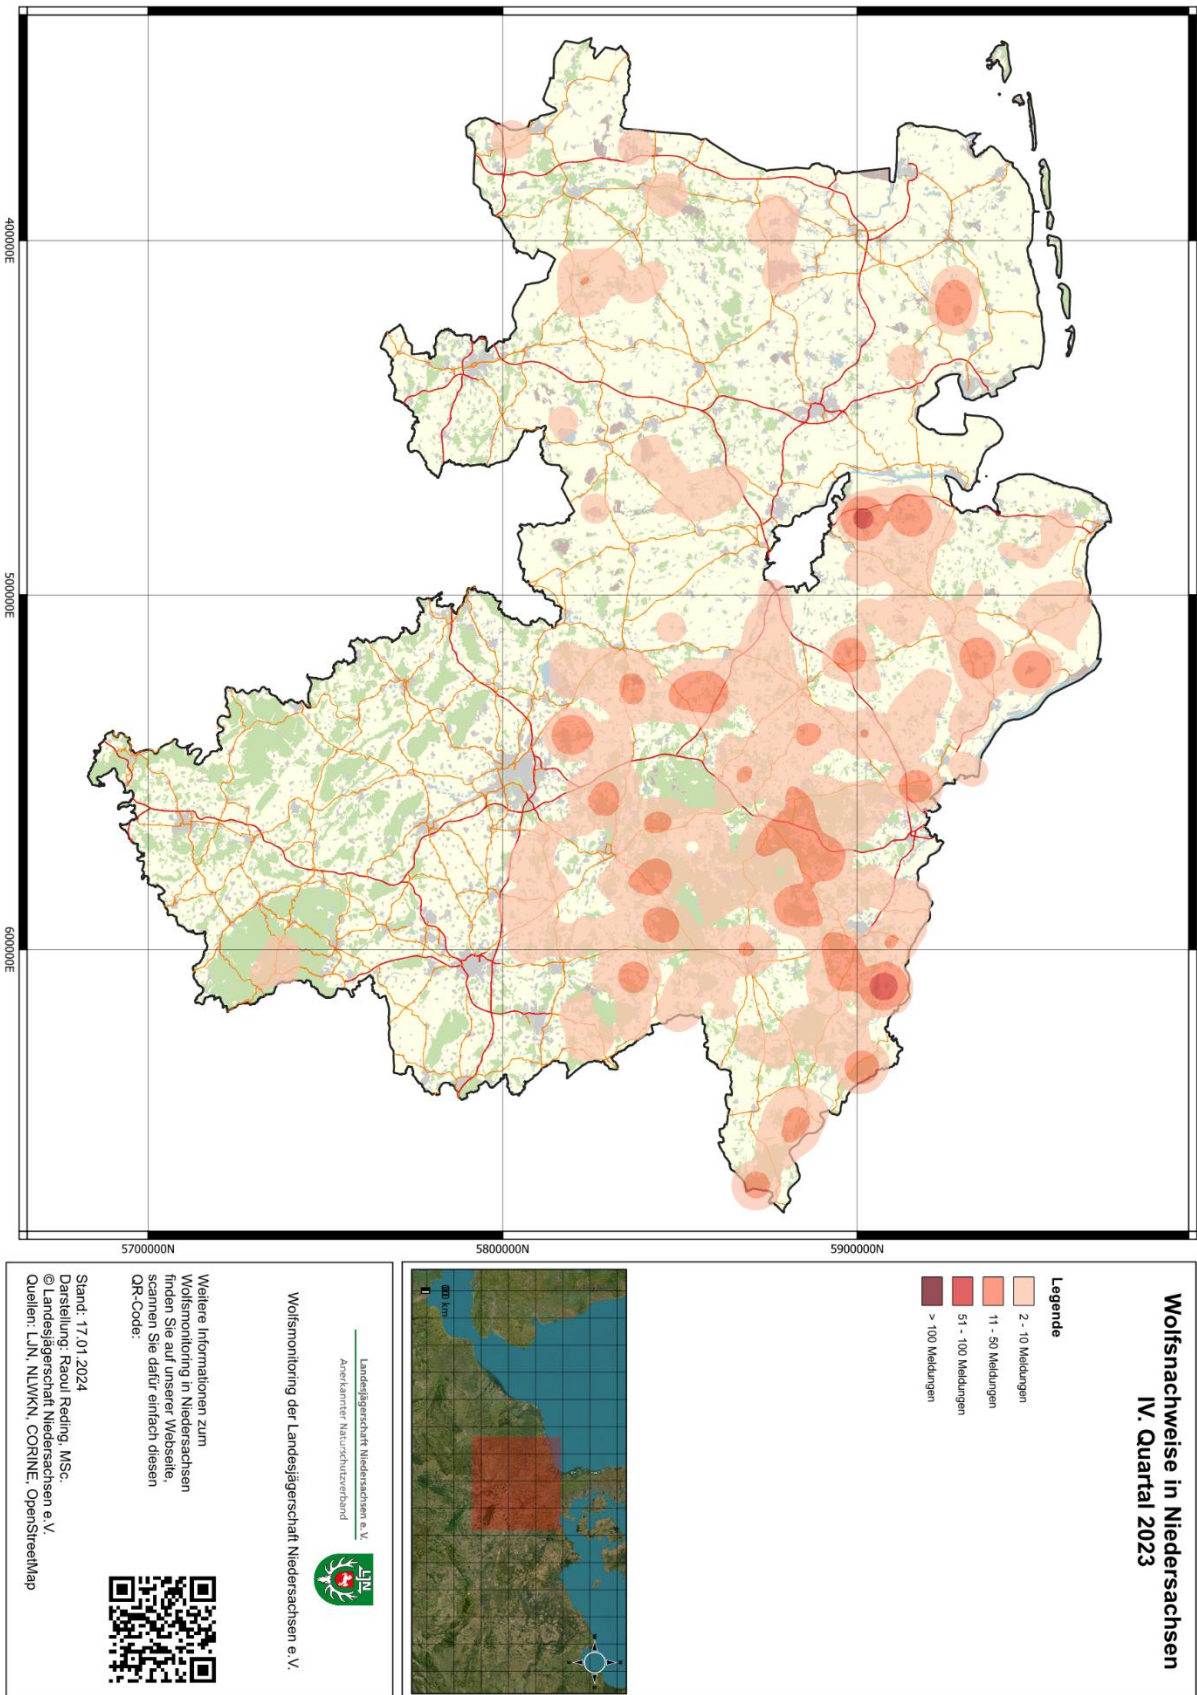 Wolfsnachweise in Niedersachsen
IV. Quartal 2023
Legende
2 - 10 Meldungen
11 - 50 Meldungen
51 - 100 Meldungen
> 100 Meldungen
Landesjägerschaft Niedersachsen e. V.
Anerkannter Naturschutzverband
LJN
Wolfsmonitoring der Landesjägerschaft Niedersachsen e.V.
Weitere Informationen zum
Wolfsmonitoring in Niedersachsen
finden Sie auf unserer Webseite,
scannen Sie dafür einfach diesen
QR-Code:
Stand: 17.01.2024
Darstellung: Raoul Reding, MSc.
© Landesjägerschaft Niedersachsen e.V.
Quellen: LJN, NLWKN, CORINE, OpenStreetMap
400000E
500000E
600000E
5700000N
5800000N
5900000N